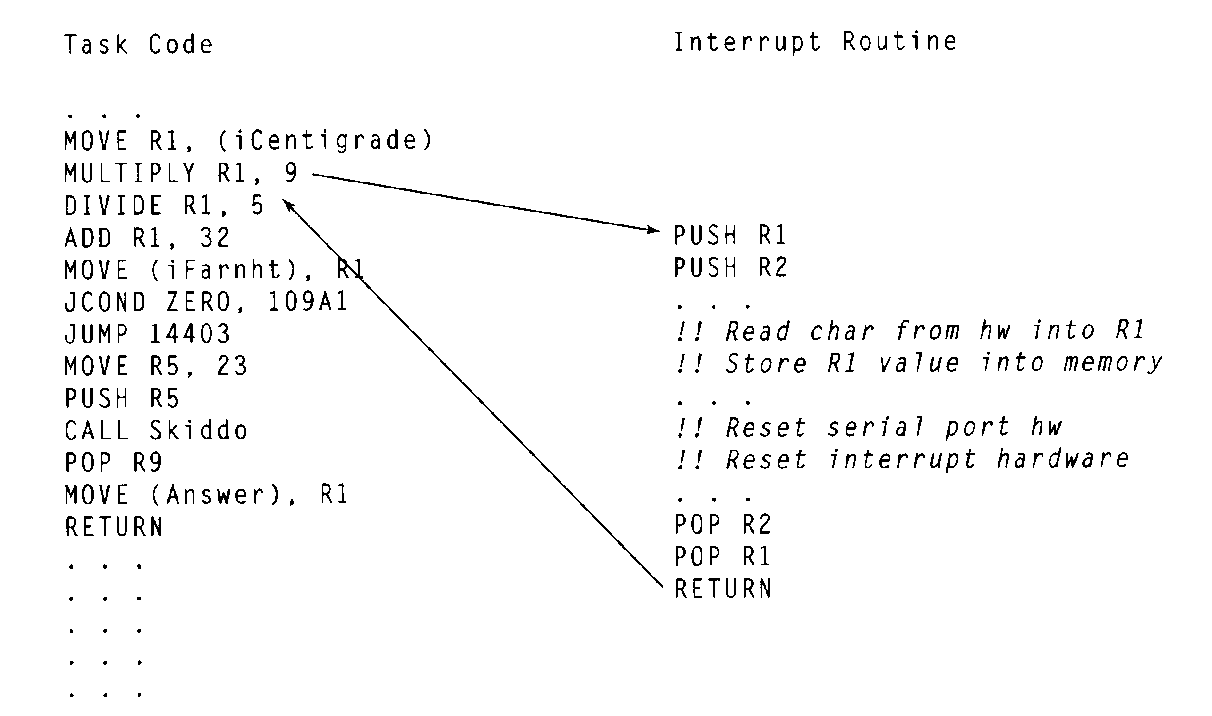 Task Code
. . .
MOVE R1, (iCentigrade)
MULTIPLY R1, 9
DIVIDE R1, 5
ADD R1, 32
MOVE (iFarnht), R1
JCOND ZERO, 109A1
JUMP 14403
MOVE R5, 23
PUSH R5
CALL Skiddo
POP R9
MOVE (Answer), R1
RETURN
. . .
. . .
. . .
. . .
. . .
Interrupt Routine
PUSH R1
PUSH R2
. . .
!! Read char from hw into R1
!! Store R1 value into memory
. . .
!! Reset serial port hw
!! Reset interrupt hardware
. . .
POP R2
POP R1
RETURN